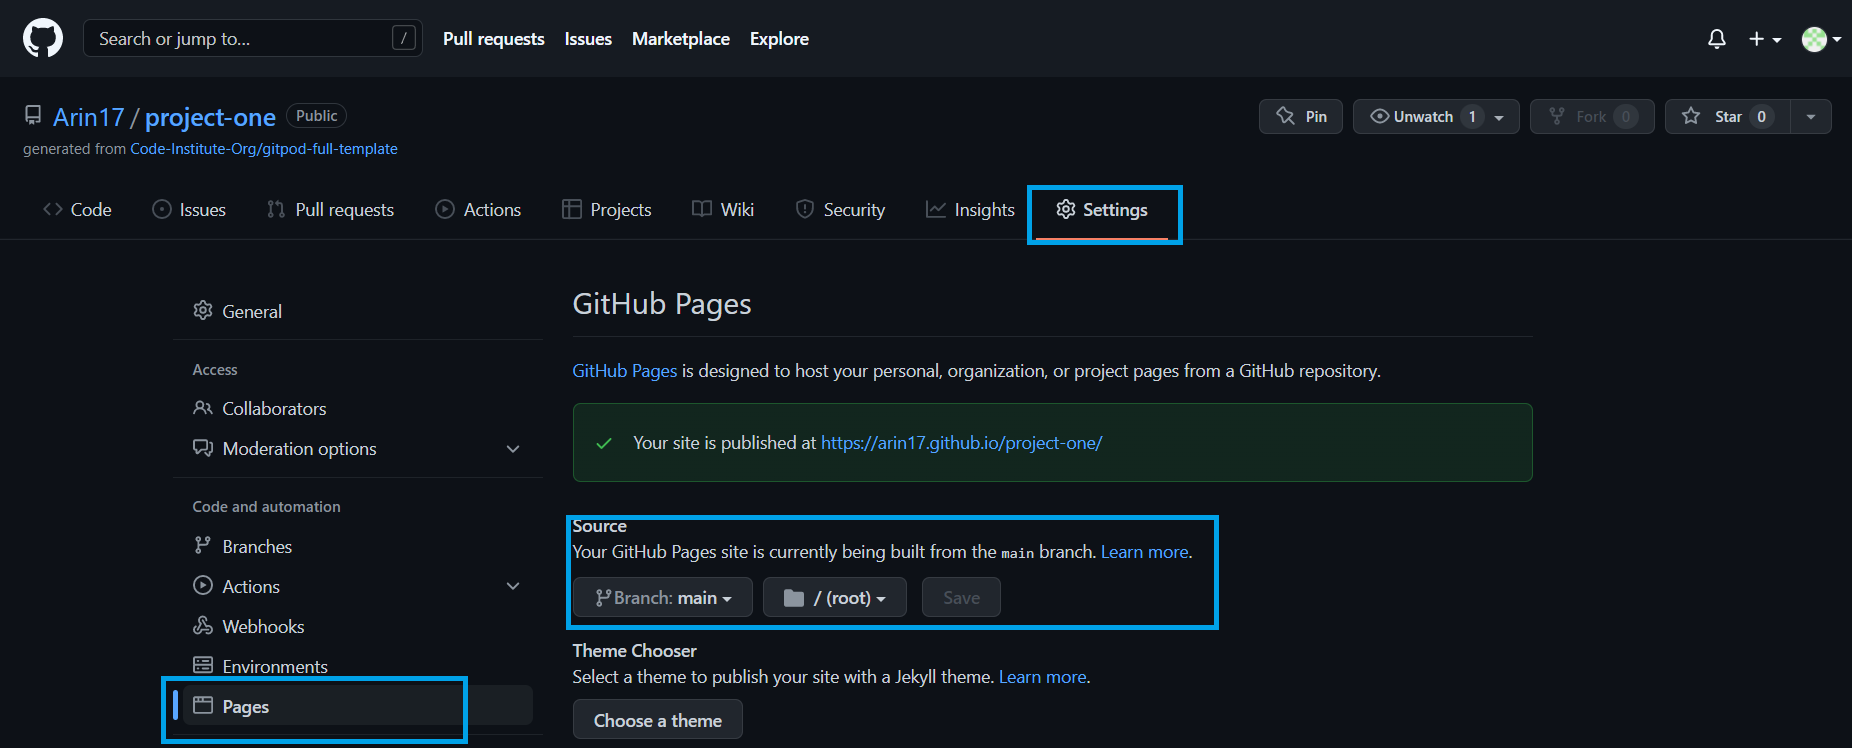 Search or jump to... /
Pull requests Issues Marketplace Explore
Arin17 / project-one Public
Pin Unwatch 1 Fork 0 Star 0
generated from Code-Institute-Org/gitpod-full-template
Code Issues Pull requests Actions Projects Wiki Security Insights Settings
General
Access
Collaborators
Moderation options
Code and automation
Branches
Actions
Webhooks
Environments
Pages
GitHub Pages
GitHub Pages is designed to host your personal, organization, or project pages from a GitHub repository.
Your site is published at https://arin17.github.io/project-one/
Source
Your GitHub Pages site is currently being built from the main branch. Learn more.
Branch: main / (root) Save
Theme Chooser
Select a theme to publish your site with a Jekyll theme. Learn more.
Choose a theme